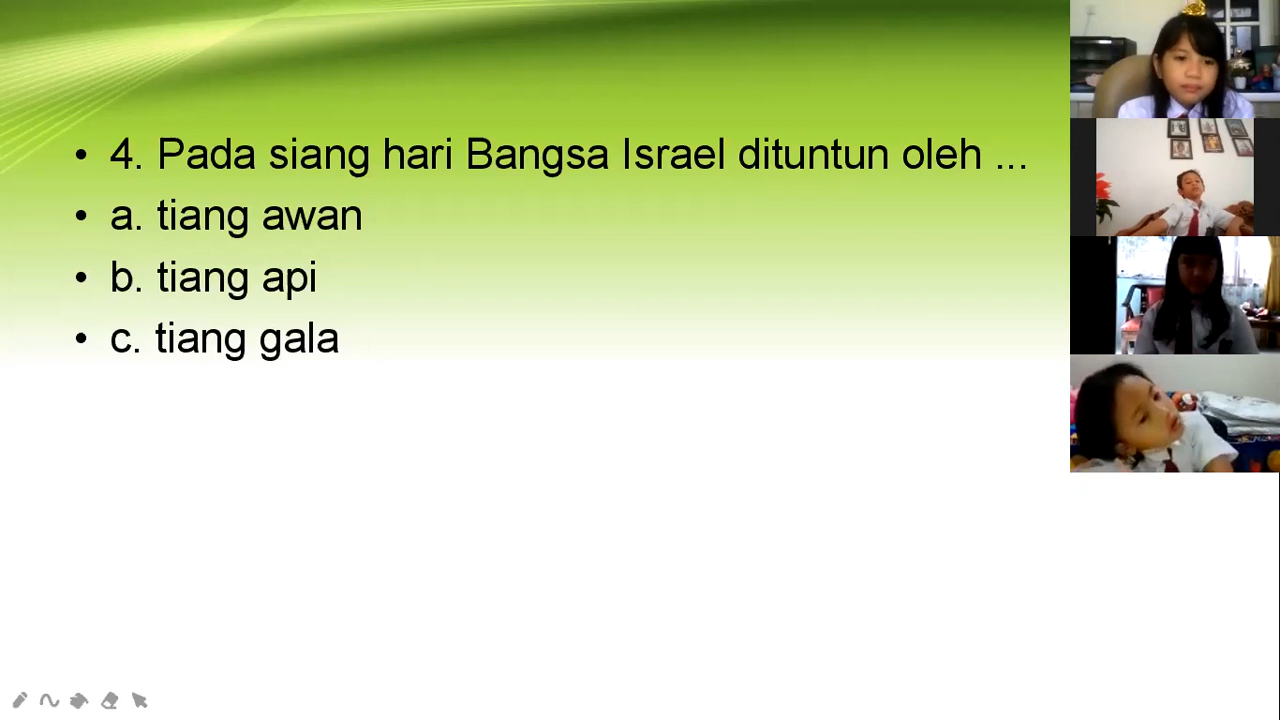 • 4. Pada siang hari Bangsa Israel dituntun oleh ...
• a. tiang awan
• b. tiang api
• c. tiang gala